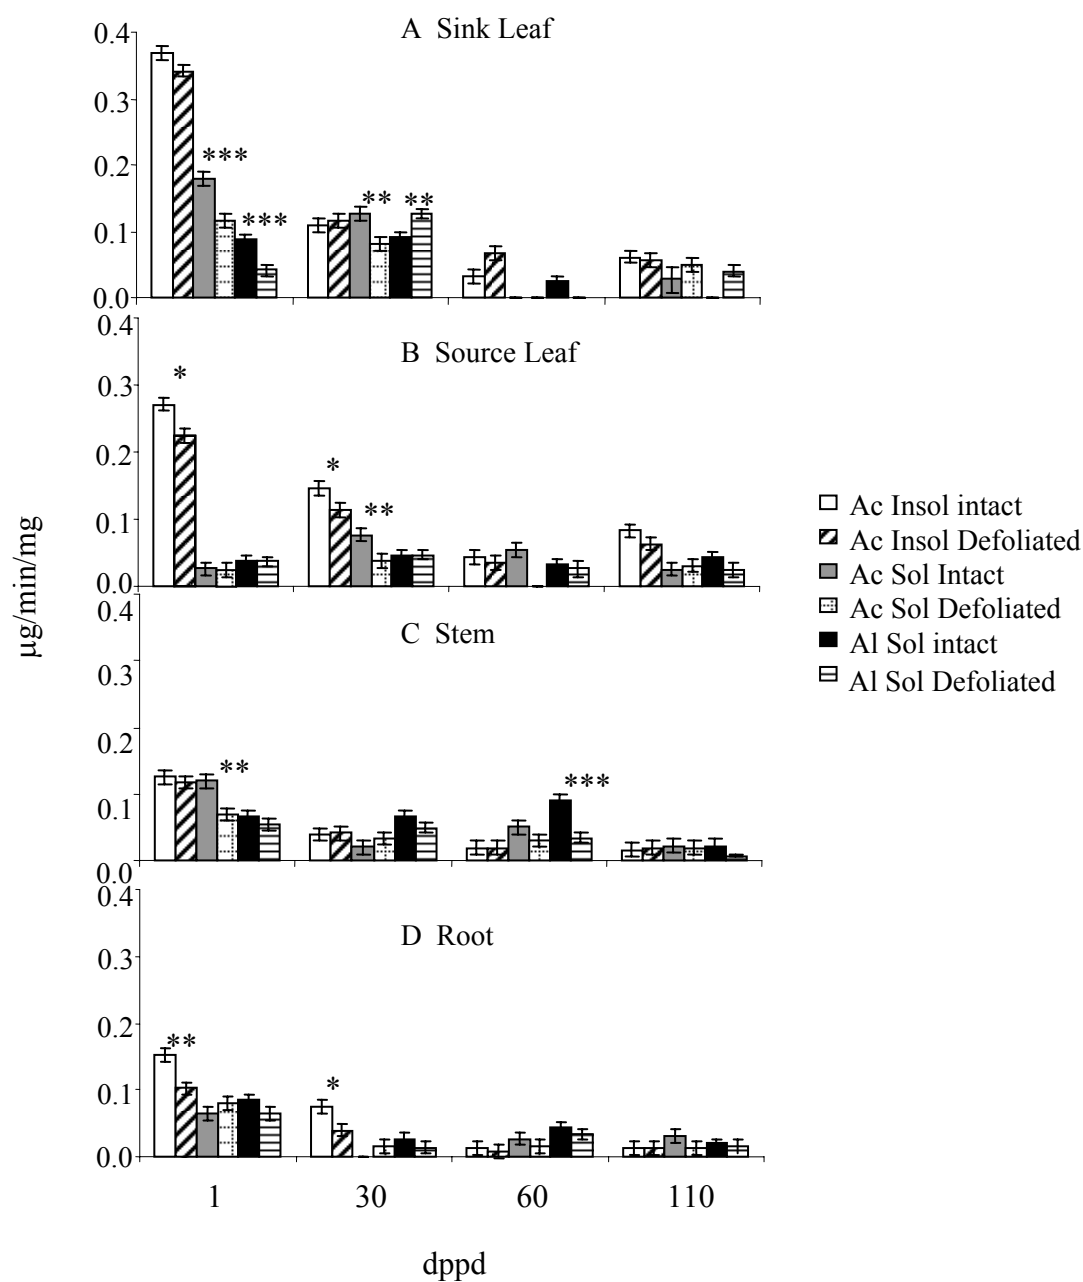 A Sink Leaf
0.4
0.3
0.2
0.1
0.0
***
***
**
**
B Source Leaf
0.4
0.3
0.2
0.1
0.0
*
*
**
C Stem
0.4
0.3
0.2
0.1
0.0
**
***
D Root
0.4
0.3
0.2
0.1
0.0
**
*
1 30 60 110
dppd
µg/min/mg
Ac Insol intact
Ac Insol Defoliated
Ac Sol Intact
Ac Sol Defoliated
Al Sol intact
Al Sol Defoliated